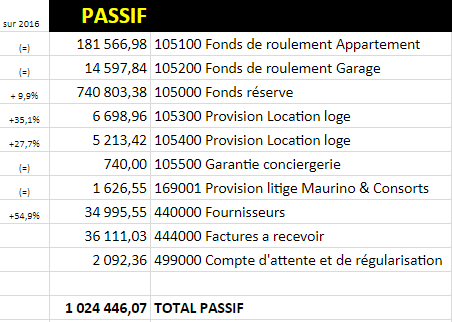 sur 2016 PASSIF
(=) 181 566,98 105100 Fonds de roulement Appartement
(=) 14 597,84 105200 Fonds de roulement Garage
+ 9,9% 740 803,38 105000 Fonds réserve
+35,1% 6 698,96 105300 Provision Location loge
+27,7% 5 213,42 105400 Provision Location loge
(=) 740,00 105500 Garantie conciergerie
(=) 1 626,55 169001 Provision litige Maurino & Consorts
+54,9% 34 995,55 440000 Fournisseurs
36 111,03 444000 Factures a recevoir
2 092,36 499000 Compte d'attente et de régularisation
1 024 446,07 TOTAL PASSIF